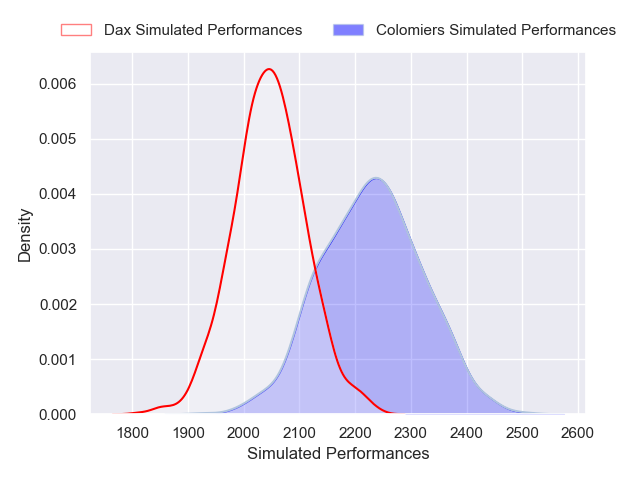 Dax Simulated Performances Colomiers Simulated Performances
0.006
0.005
0.004
0.003
0.002
0.001
0.000
Density
1800 1900 2000 2100 2200 2300 2400 2500 2600
Simulated Performances